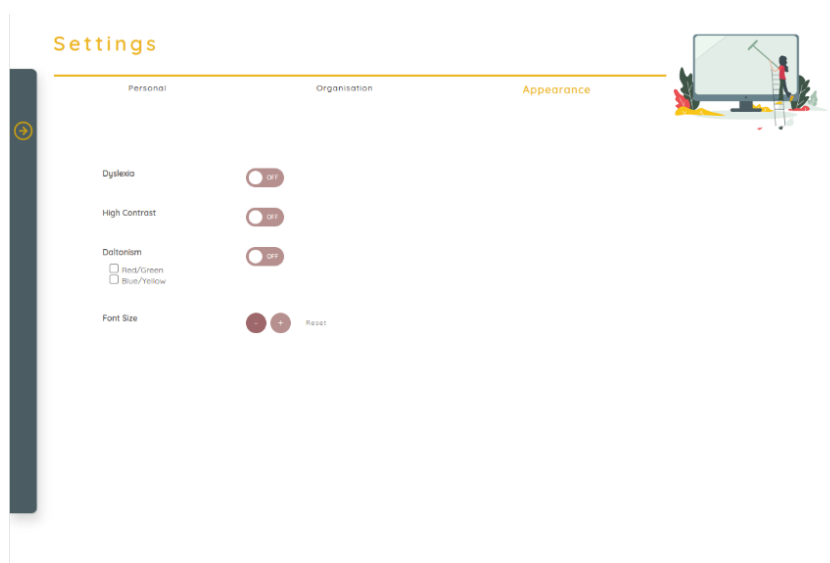 Settings
Personal Organisation Appearance
Dyslexia OFF
High Contrast OFF
Daltonism OFF
Red/Green
Blue/Yellow
Font Size - + Reset